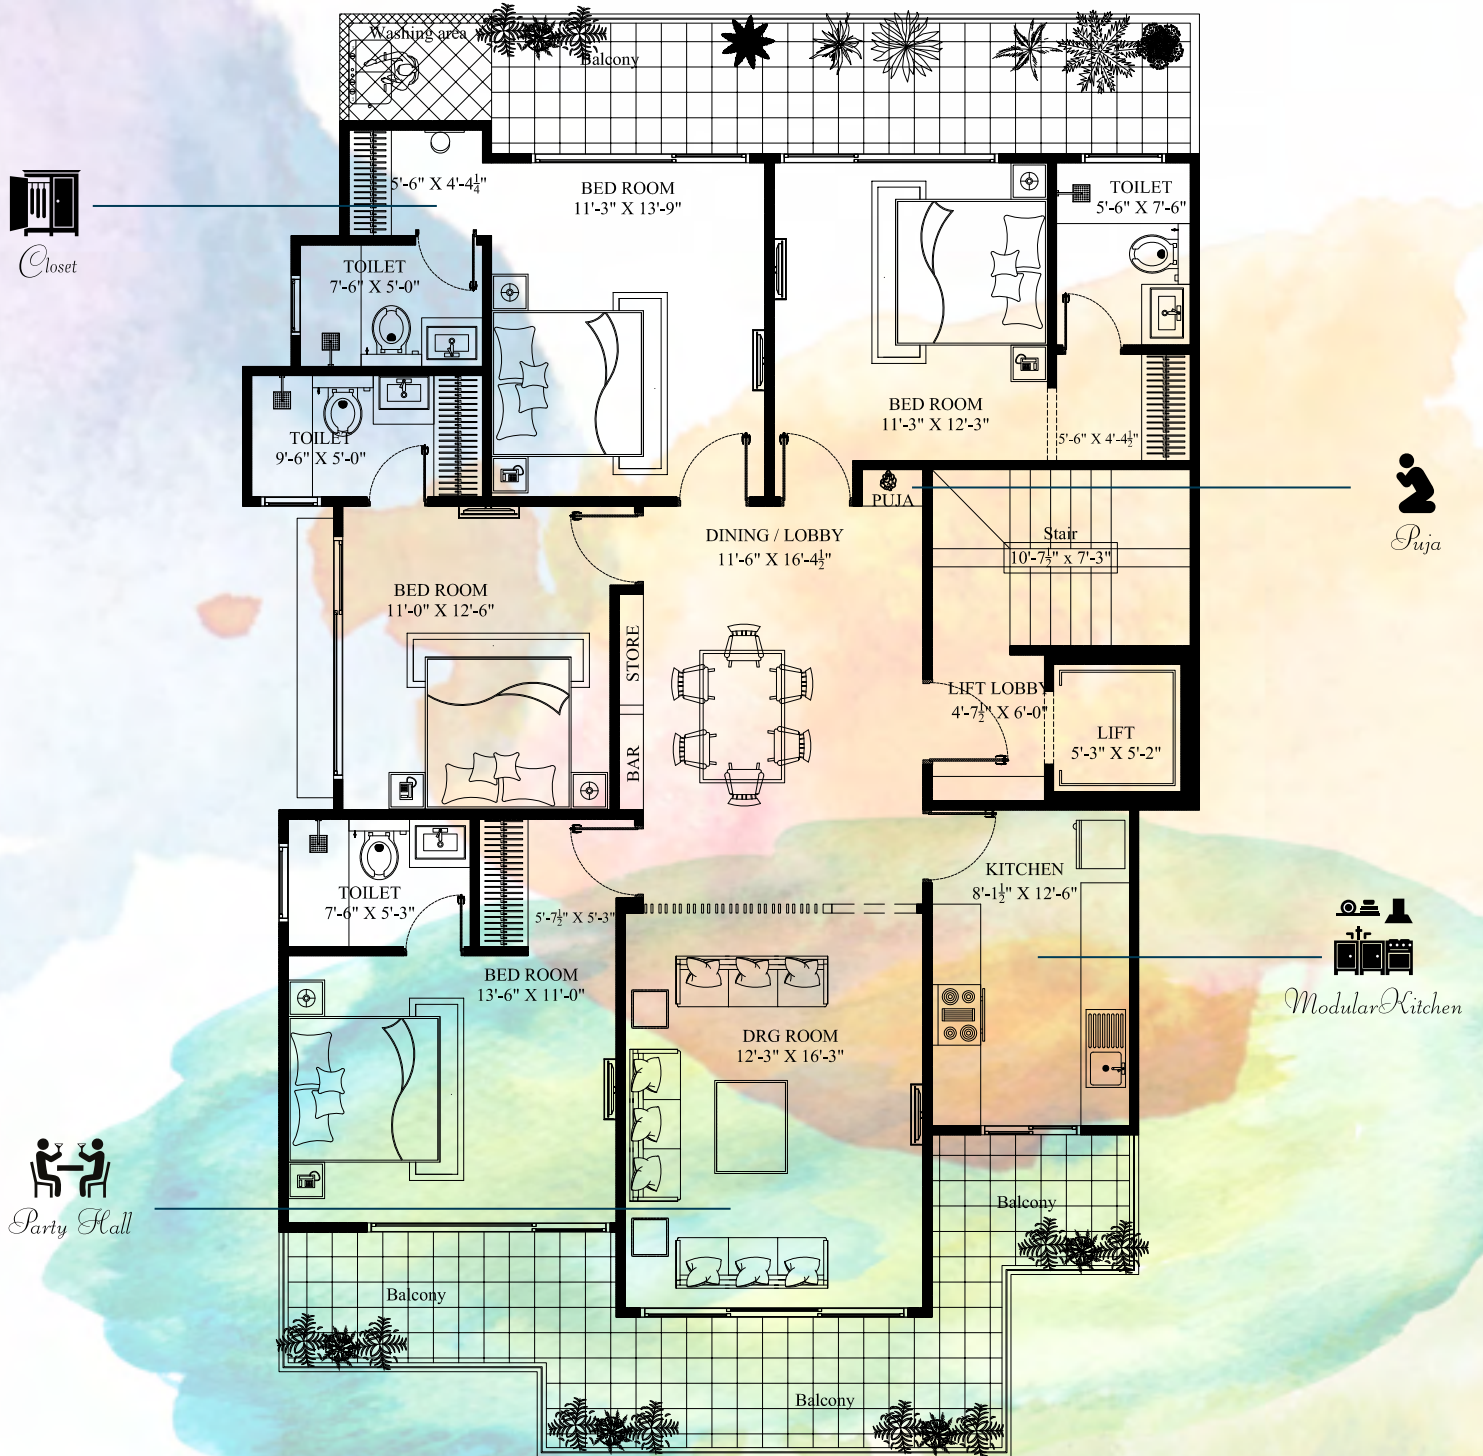 Washing area
Balcony
5'-6" X 4'-4¼"
BED ROOM
11'-3" X 13'-9"
TOILET
5'-6" X 7'-6"
Closet
TOILET
7'-6" X 5'-0"
BED ROOM
11'-3" X 12'-3"
5'-6" X 4'-4½"
TOILET
9'-6" X 5'-0"
PUJA
Puja
DINING / LOBBY
11'-6" X 16'-4½"
Stair
10'-7½" x 7'-3"
BED ROOM
11'-0" X 12'-6"
STORE
BAR
LIFT LOBBY
4'-7½" X 6'-0"
LIFT
5'-3" X 5'-2"
TOILET
7'-6" X 5'-3"
5'-7½" X 5'-3"
KITCHEN
8'-1½" X 12'-6"
BED ROOM
13'-6" X 11'-0"
Modular Kitchen
DRG ROOM
12'-3" X 16'-3"
Party Hall
Balcony
Balcony
Balcony